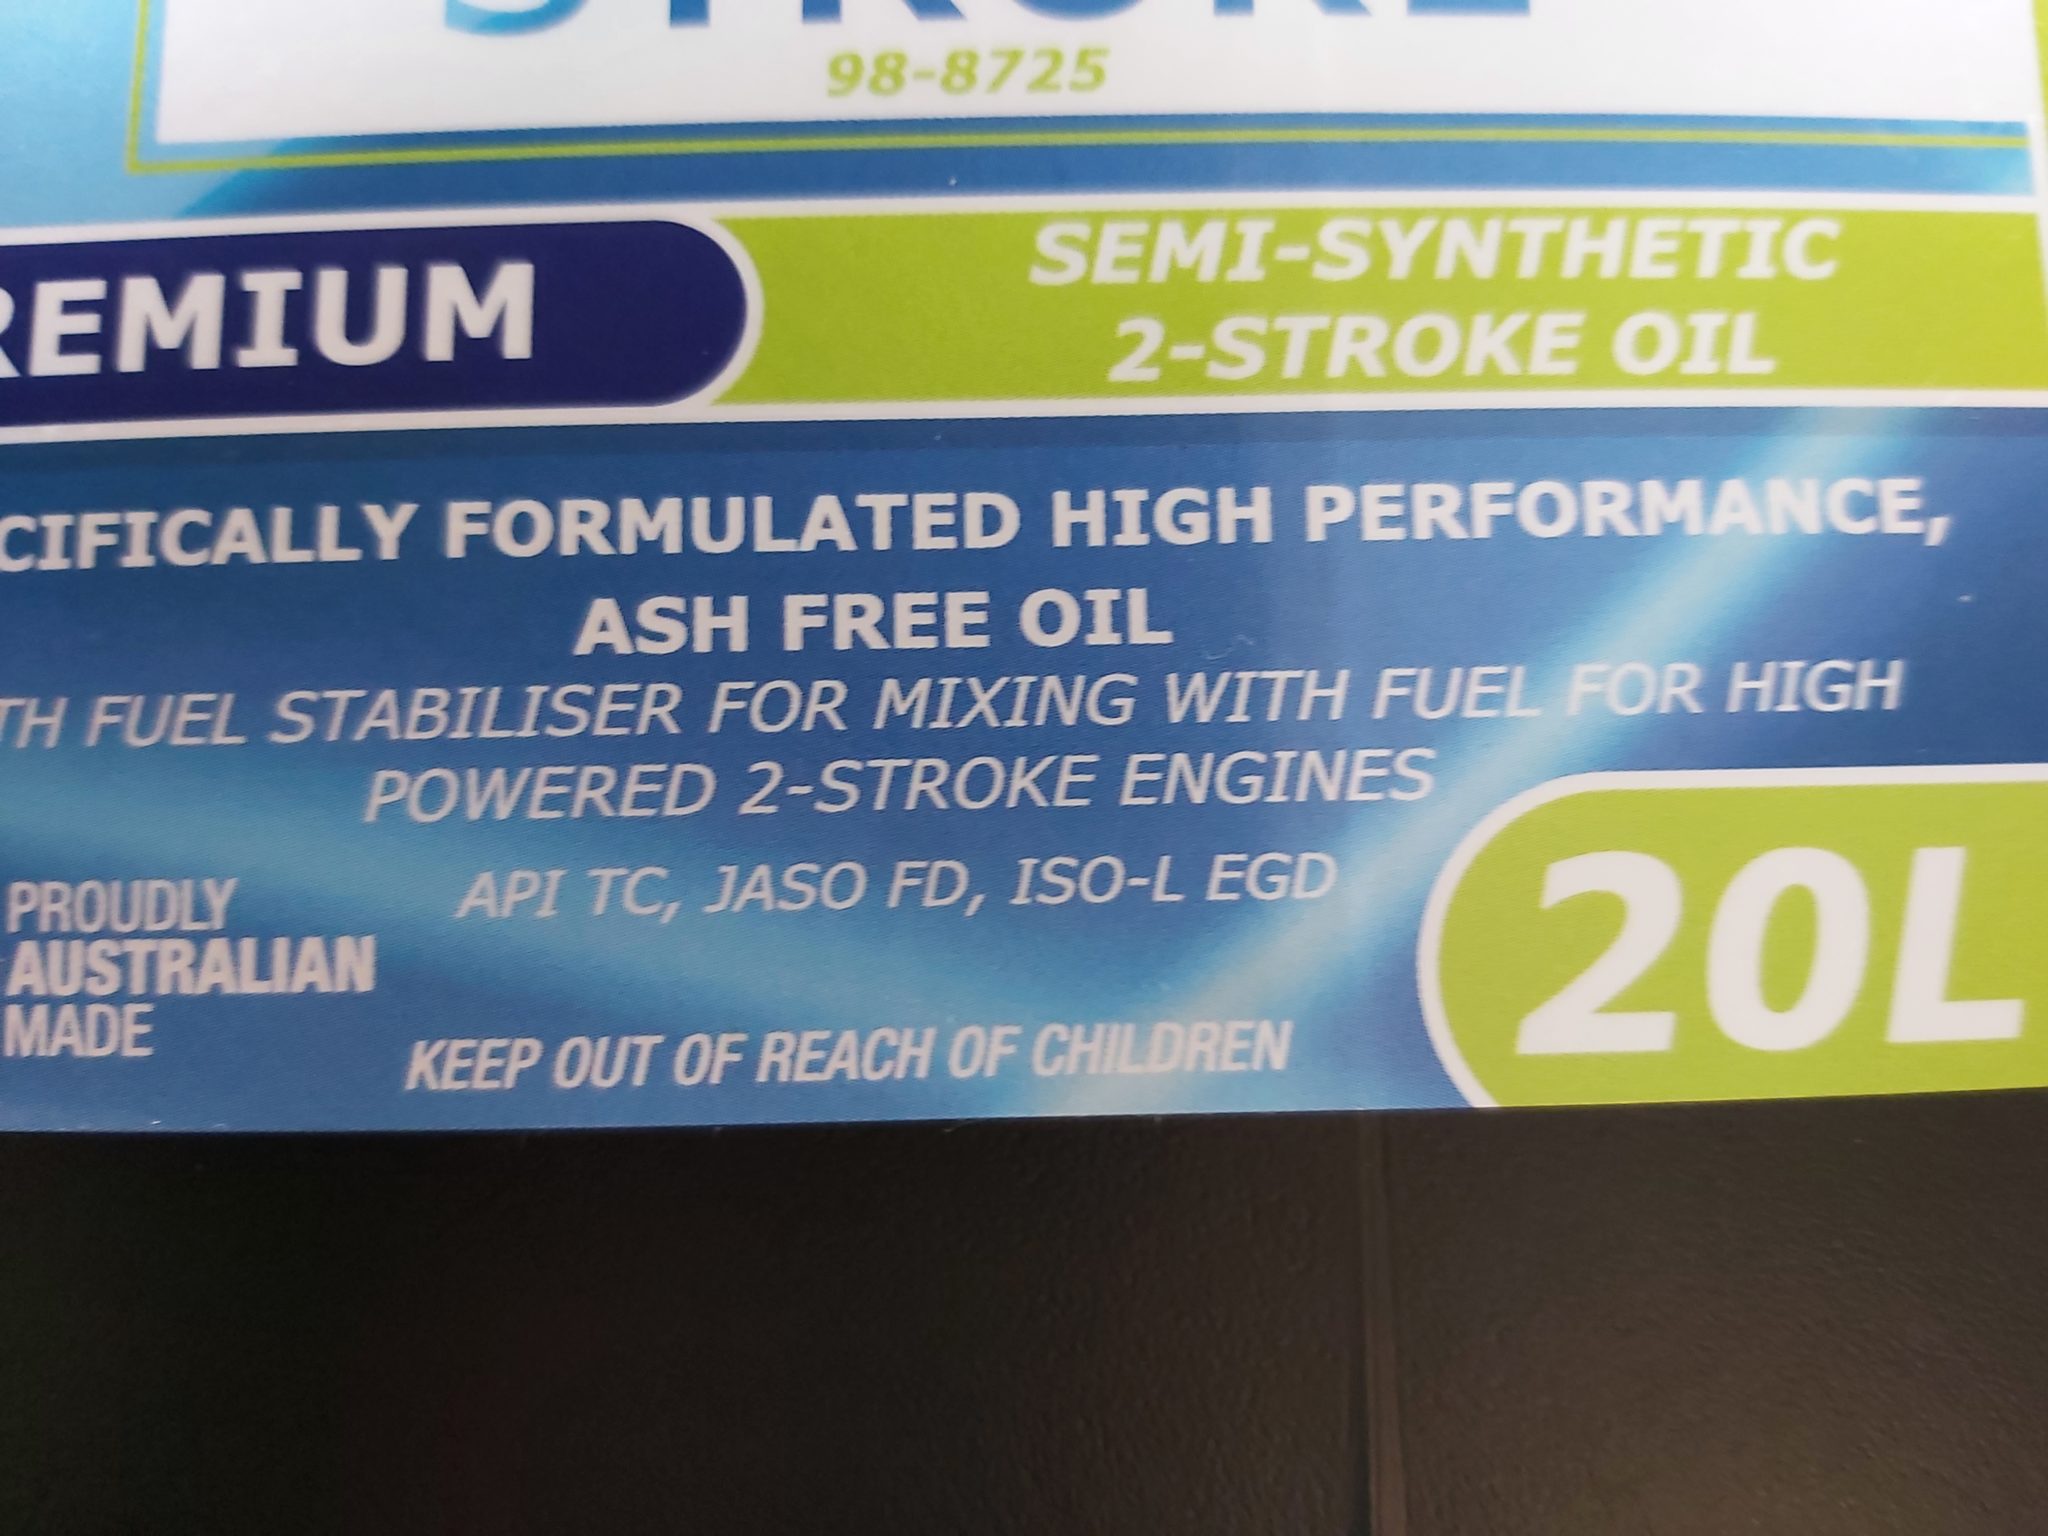 STROKE
98-8725
REMIUM
SEMI-SYNTHETIC
2-STROKE OIL
CIFICALLY FORMULATED HIGH PERFORMANCE,
ASH FREE OIL
TH FUEL STABILISER FOR MIXING WITH FUEL FOR HIGH
POWERED 2-STROKE ENGINES
API TC, JASO FD, ISO-L EGD
PROUDLY
AUSTRALIAN
MADE
KEEP OUT OF REACH OF CHILDREN
20L